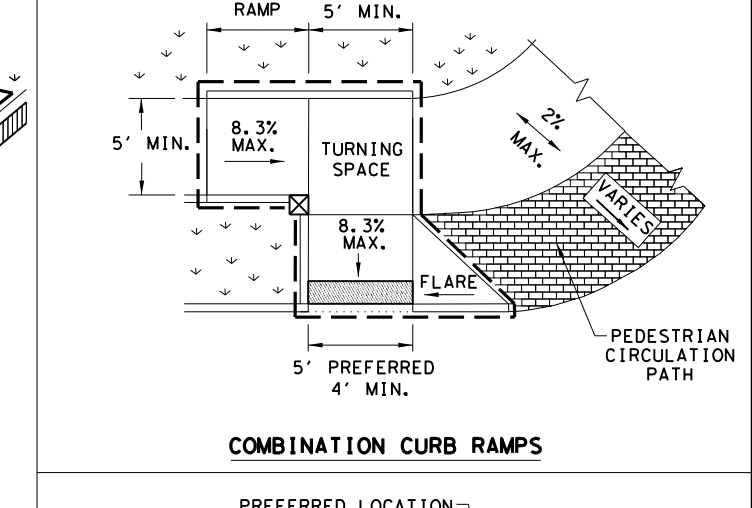 RAMP
5' MIN.
5' MIN.
8.3%
MAX.
TURNING
SPACE
2%
MAX.
VARIES
8.3%
MAX.
FLARE
PEDESTRIAN
CIRCULATION
PATH
5' PREFERRED
4' MIN.
COMBINATION CURB RAMPS
PREFERRED LOCATION